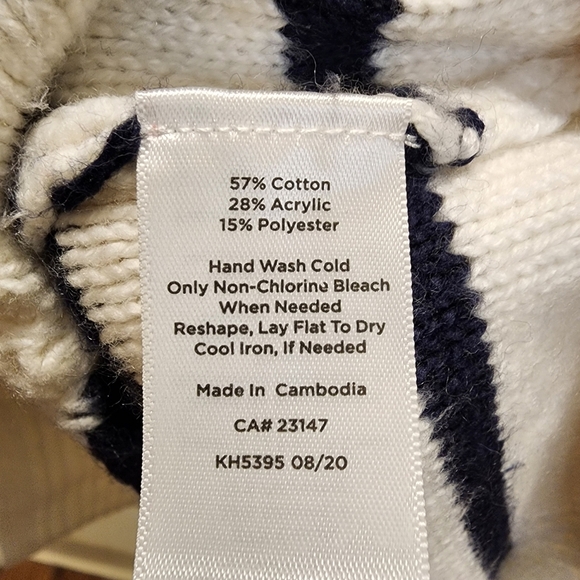 57% Cotton
28% Acrylic
15% Polyester
Hand Wash Cold
Only Non-Chlorine Bleach
When Needed
Reshape, Lay Flat To Dry
Cool Iron, If Needed
Made In Cambodia
CA# 23147
KH5395 08/20